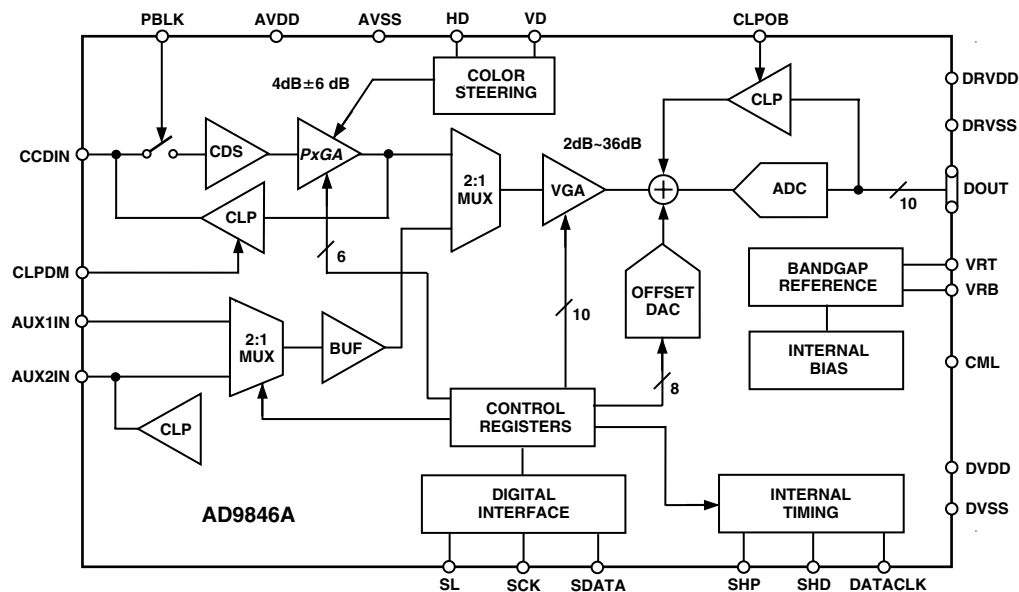 PBLK
AVDD
AVSS
HD
VD
CLPOB
4dB±6 dB
COLOR
STEERING
DRVDD
CLP
DRVSS
2dB~36dB
CCDIN
CDS
PxGA
2:1
MUX
VGA
ADC
DOUT
10
CLP
6
CLPDM
BANDGAP
REFERENCE
VRT
VRB
OFFSET
DAC
10
AUX1IN
2:1
MUX
BUF
INTERNAL
BIAS
CML
AUX2IN
8
CLP
CONTROL
REGISTERS
DVDD
DIGITAL
INTERFACE
INTERNAL
TIMING
DVSS
AD9846A
SL
SCK
SDATA
SHP
SHD
DATACLK